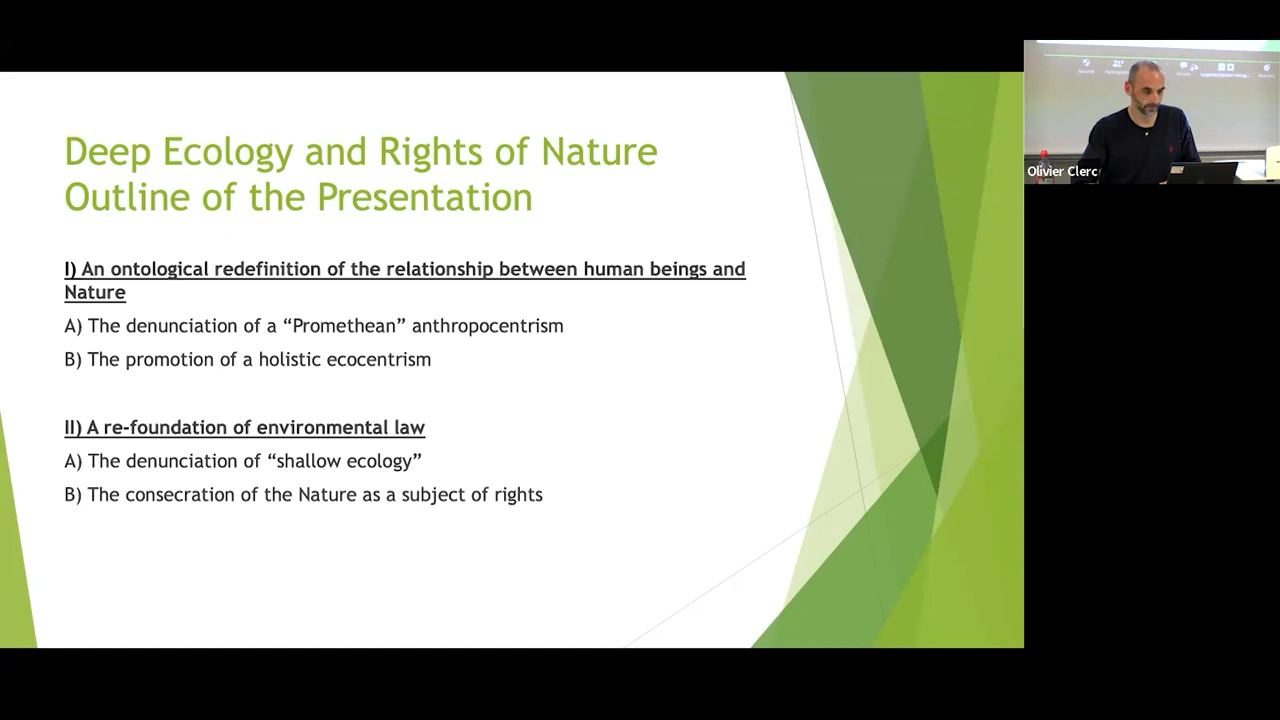 Deep Ecology and Rights of Nature
Outline of the Presentation
I) An ontological redefinition of the relationship between human beings and
Nature
A) The denunciation of a “Promethean” anthropocentrism
B) The promotion of a holistic ecocentrism
II) A re-foundation of environmental law
A) The denunciation of “shallow ecology”
B) The consecration of the Nature as a subject of rights
Olivier Clerc